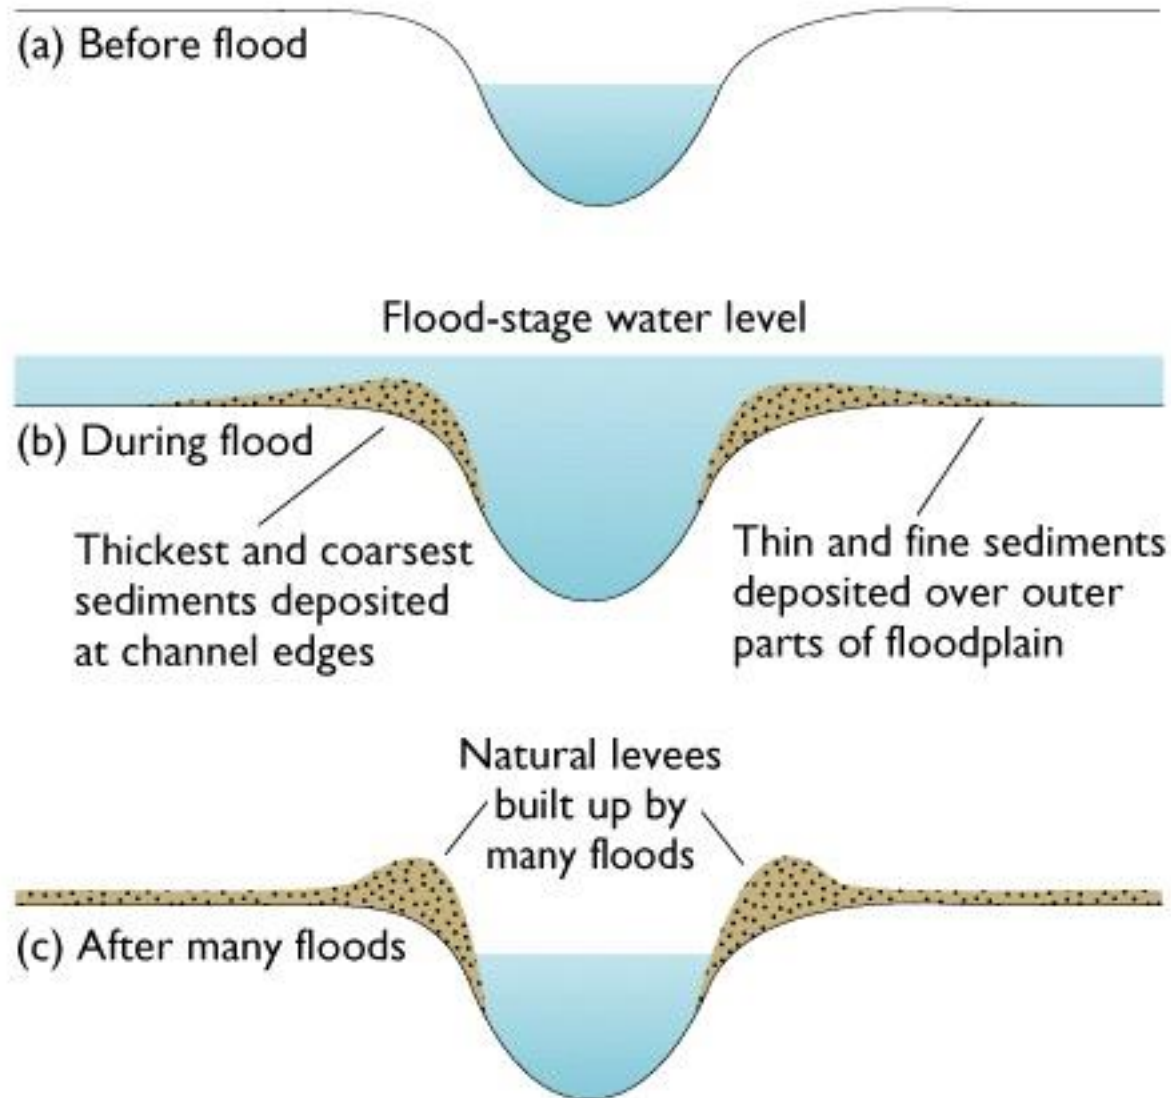 (a) Before flood
Flood-stage water level
(b) During flood
Thickest and coarsest
sediments deposited
at channel edges
Thin and fine sediments
deposited over outer
parts of floodplain
Natural levees
built up by
many floods
(c) After many floods